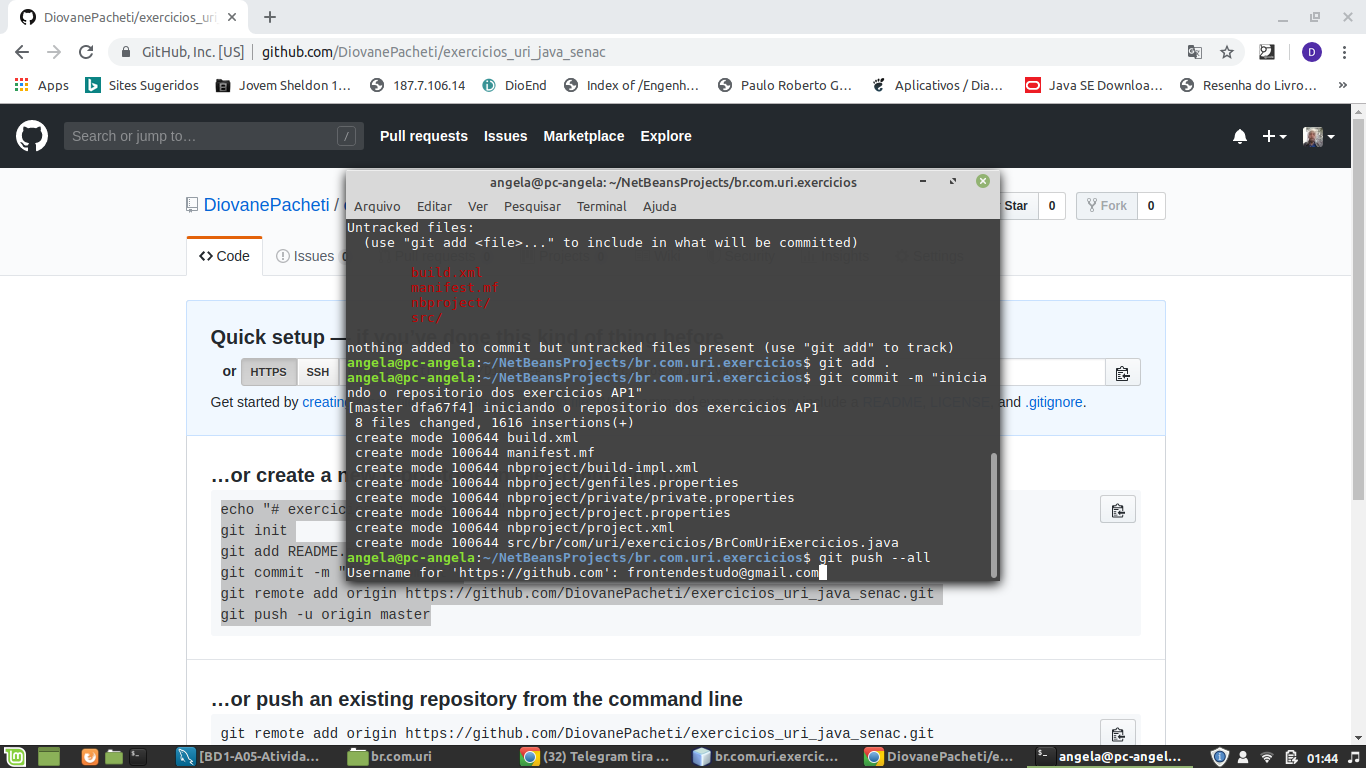 DiovanePacheti/exercicios_uri
GitHub, Inc. [US] | github.com/DiovanePacheti/exercicios_uri_java_senac
D
Apps
Sites Sugeridos
Jovem Sheldon 1…
187.7.106.14
DioEnd
Index of /Engenh…
Paulo Roberto G…
Aplicativos / Dia…
Java SE Downloa…
Resenha do Livro…
»
Search or jump to… /
Pull requests
Issues
Marketplace
Explore
DiovanePacheti /
Star 0
Fork 0
Code
Issues
Quick setup — if you've done this kind of thing before
or HTTPS SSH
Get started by creating
README, LICENSE, and .gitignore.
…or create a n
echo "# exercic
git init
git add README.
git commit -m "
git remote add origin https://github.com/DiovanePacheti/exercicios_uri_java_senac.git
git push -u origin master
…or push an existing repository from the command line
git remote add origin https://github.com/DiovanePacheti/exercicios_uri_java_senac.git
angela@pc-angela: ~/NetBeansProjects/br.com.uri.exercicios
Arquivo Editar Ver Pesquisar Terminal Ajuda
Untracked files:
(use "git add <file>..." to include in what will be committed)
build.xml
manifest.mf
nbproject/
src/
nothing added to commit but untracked files present (use "git add" to track)
angela@pc-angela:~/NetBeansProjects/br.com.uri.exercicios$ git add .
angela@pc-angela:~/NetBeansProjects/br.com.uri.exercicios$ git commit -m "inicia
ndo o repositorio dos exercicios AP1"
[master dfa67f4] iniciando o repositorio dos exercicios AP1
8 files changed, 1616 insertions(+)
create mode 100644 build.xml
create mode 100644 manifest.mf
create mode 100644 nbproject/build-impl.xml
create mode 100644 nbproject/genfiles.properties
create mode 100644 nbproject/private/private.properties
create mode 100644 nbproject/project.properties
create mode 100644 nbproject/project.xml
create mode 100644 src/br/com/uri/exercicios/BrComUriExercicios.java
angela@pc-angela:~/NetBeansProjects/br.com.uri.exercicios$ git push --all
Username for 'https://github.com': frontendestudo@gmail.com
[BD1-A05-Ativida…
br.com.uri
(32) Telegram tira …
br.com.uri.exercic…
DiovanePacheti/e…
angela@pc-angel…
01:44